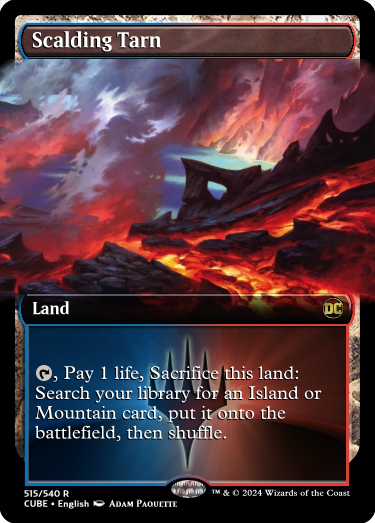 Scalding Tarn
Land
DC
, Pay 1 life, Sacrifice this land:
Search your library for an Island or
Mountain card, put it onto the
battlefield, then shuffle.
515/540 R
CUBE • English Adam Paquette
™ & © 2024 Wizards of the Coast